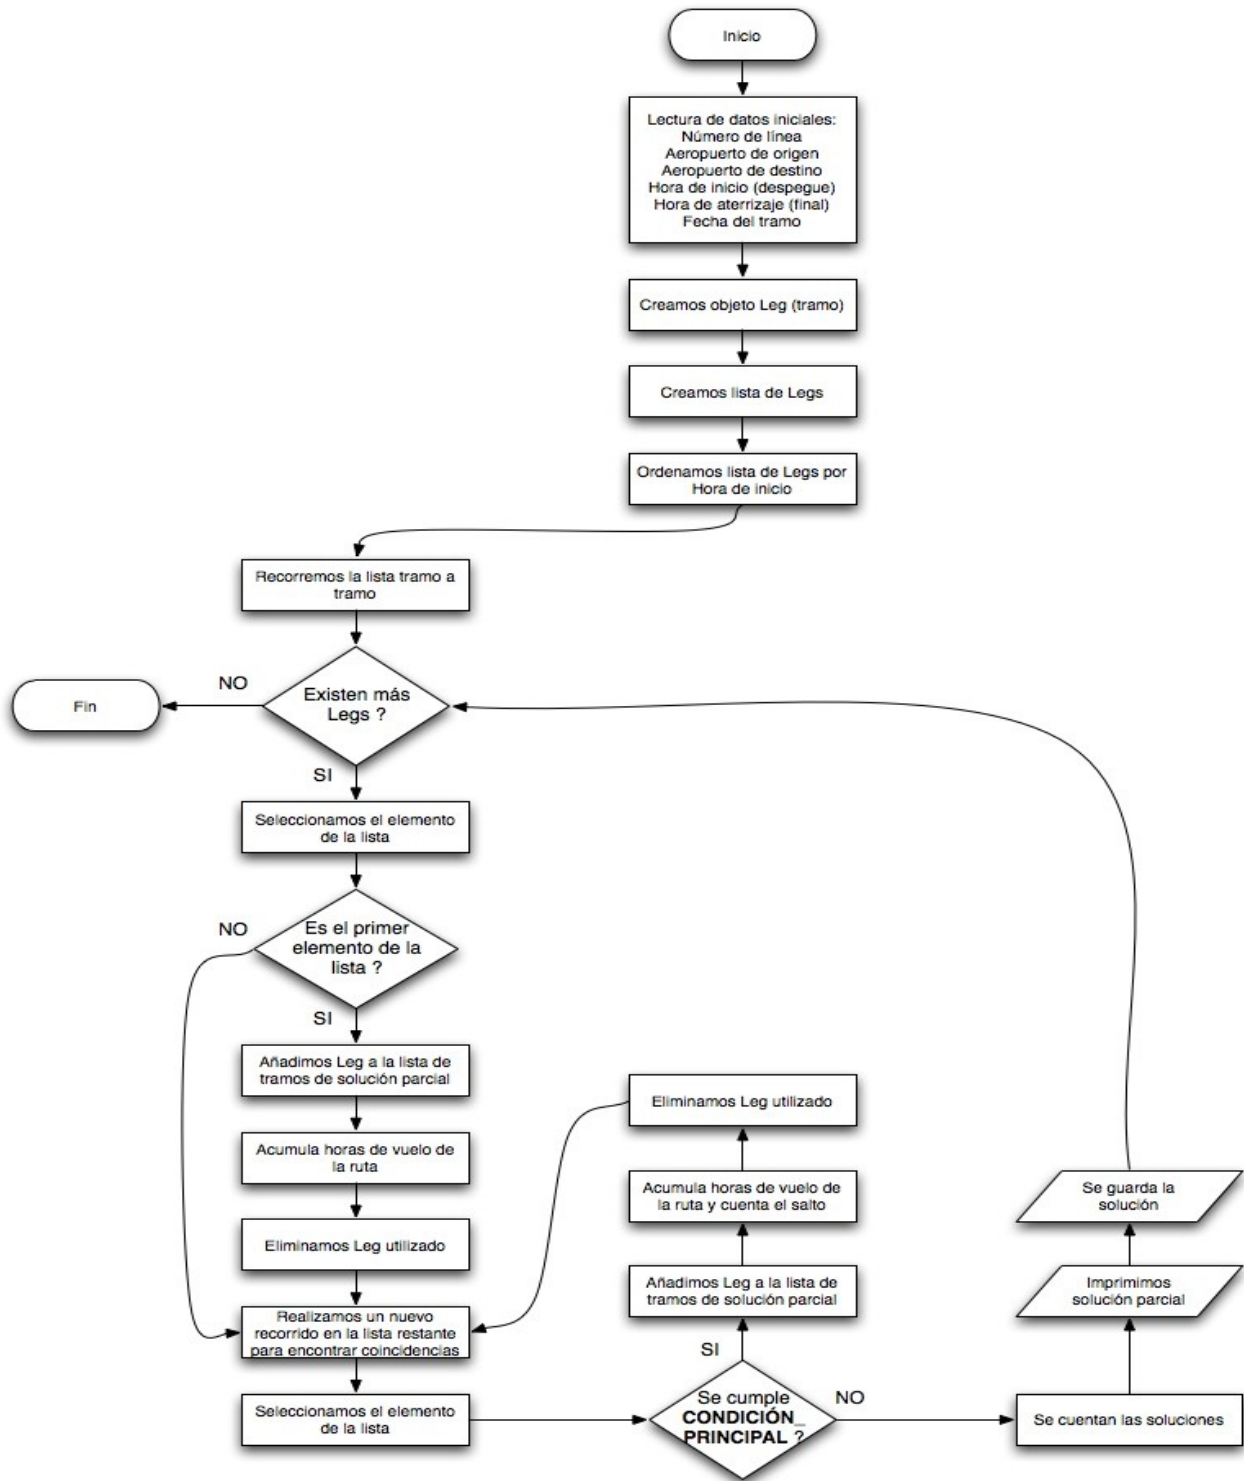 Inicio
Lectura de datos iniciales:
Número de línea
Aeropuerto de origen
Aeropuerto de destino
Hora de inicio (despegue)
Hora de aterrizaje (final)
Fecha del tramo
Creamos objeto Leg (tramo)
Creamos lista de Legs
Ordenamos lista de Legs por
Hora de inicio
Recorremos la lista tramo a
tramo
Existen más
Legs ?
NO
Fin
SI
Seleccionamos el elemento
de la lista
Es el primer
elemento de la
lista ?
NO
SI
Añadimos Leg a la lista de
tramos de solución parcial
Acumula horas de vuelo de
la ruta
Eliminamos Leg utilizado
Realizamos un nuevo
recorrido en la lista restante
para encontrar coincidencias
Seleccionamos el elemento
de la lista
Se cumple
CONDICIÓN_
PRINCIPAL ?
SI
Añadimos Leg a la lista de
tramos de solución parcial
Acumula horas de vuelo de
la ruta y cuenta el salto
Eliminamos Leg utilizado
NO
Se cuentan las soluciones
Imprimimos
solución parcial
Se guarda la
solución